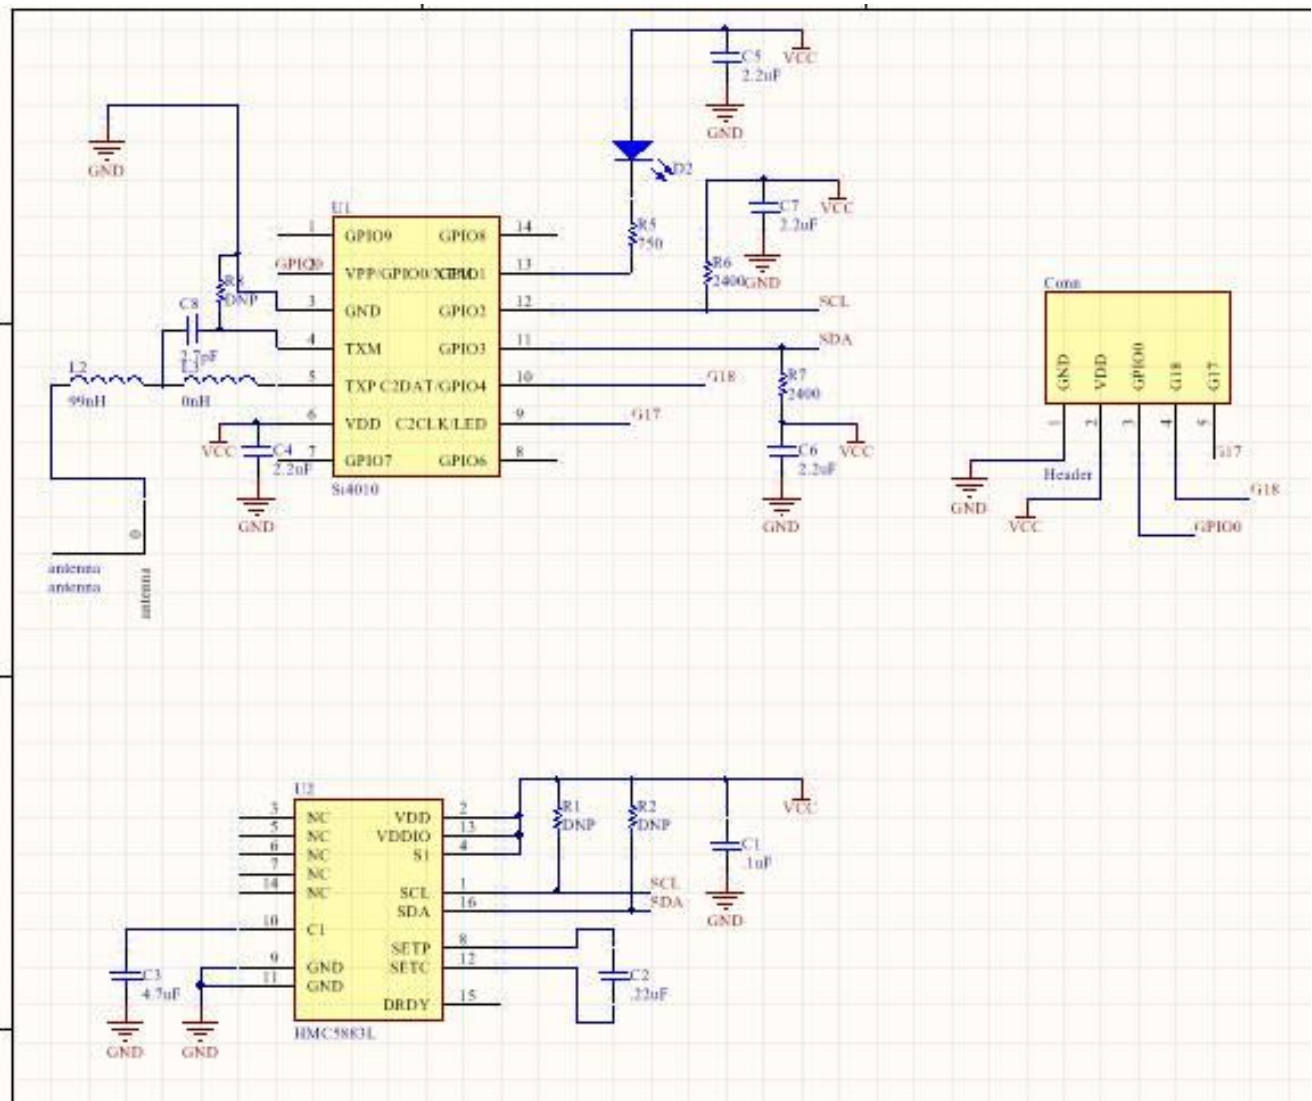 C5
2.2uF
VCC
GND
GND
D2
C7
2.2uF
VCC
GND
U1
R5
750
R6
2400
1
GPIO9
GPIO8
14
GPIO0
VPP/GPIO0/XTAL
GPIO1
13
3
GND
GPIO2
12
SCL
4
TXM
GPIO3
11
SDA
5
TXP
C2DAT/GPIO4
10
G18
6
VDD
C2CLK/LED
9
G17
7
GPIO7
GPIO6
8
Si4010
DNP
C8
2.7pF
L2
99nH
0nH
VCC
C4
2.2uF
GND
R7
2400
C6
2.2uF
VCC
GND
antenna
antenna
antenna
0
Conn
GND
VDD
GPIO0
G18
G17
1
2
3
4
5
Header
GND
VCC
G18
GPIO0
U2
3
NC
VDD
2
5
NC
VDDIO
13
6
NC
S1
4
7
NC
14
NC
SCL
1
SCL
SDA
16
SDA
10
C1
SETP
8
9
GND
SETC
12
11
GND
DRDY
15
HMC5883L
R1
DNP
R2
DNP
VCC
C1
.1uF
GND
C2
.22uF
C3
4.7uF
GND
GND